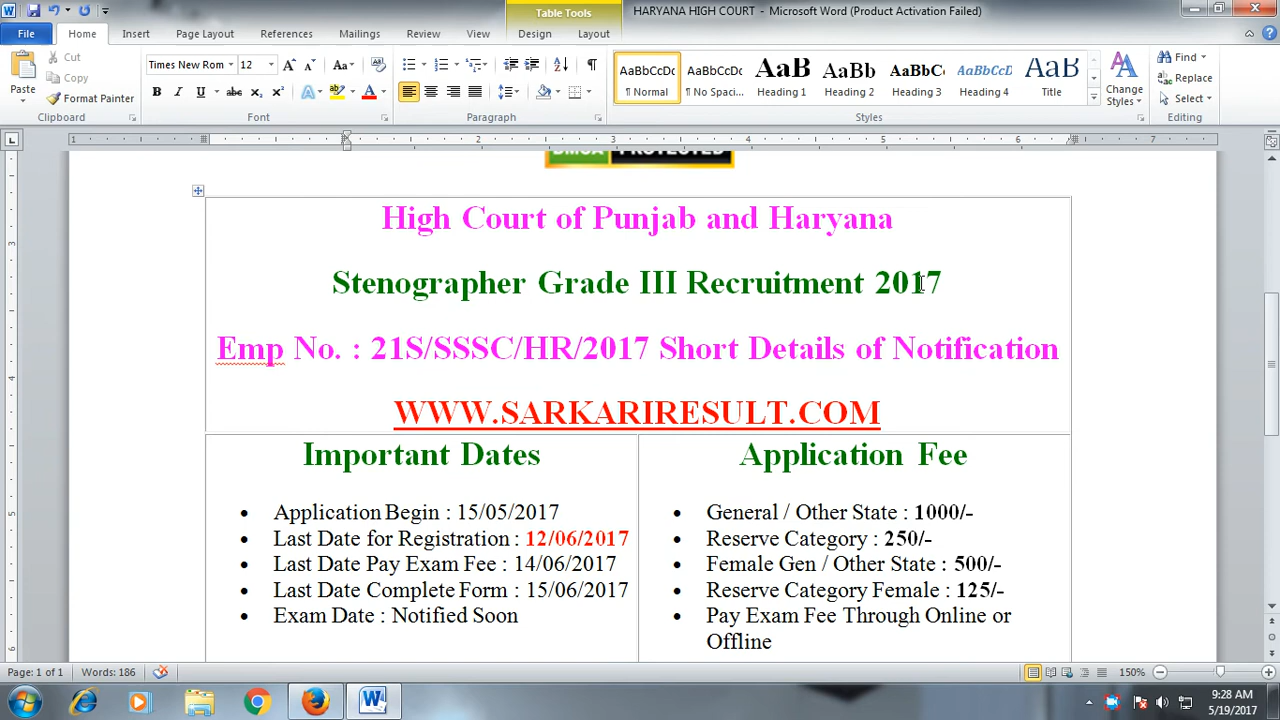 Table Tools
HARYANA HIGH COURT - Microsoft Word (Product Activation Failed)
File Home Insert Page Layout References Mailings Review View Design Layout
Paste Cut Copy Format Painter
Times New Rom 12
AaBbCcDc AaBbCcDc AaB AaBb AaBbC AaBbCcD AaB
¶ Normal ¶ No Spaci... Heading 1 Heading 2 Heading 3 Heading 4 Title
Change Styles
Find Replace Select
Clipboard Font Paragraph Styles Editing
1 2 3 4 5 6 7
PROTECTED
High Court of Punjab and Haryana
Stenographer Grade III Recruitment 2017
Emp No. : 21S/SSSC/HR/2017 Short Details of Notification
WWW.SARKARIRESULT.COM
Important Dates
Application Begin : 15/05/2017
Last Date for Registration : 12/06/2017
Last Date Pay Exam Fee : 14/06/2017
Last Date Complete Form : 15/06/2017
Exam Date : Notified Soon
Application Fee
General / Other State : 1000/-
Reserve Category : 250/-
Female Gen / Other State : 500/-
Reserve Category Female : 125/-
Pay Exam Fee Through Online or
Offline
Page: 1 of 1 Words: 186 150%
9:28 AM
5/19/2017